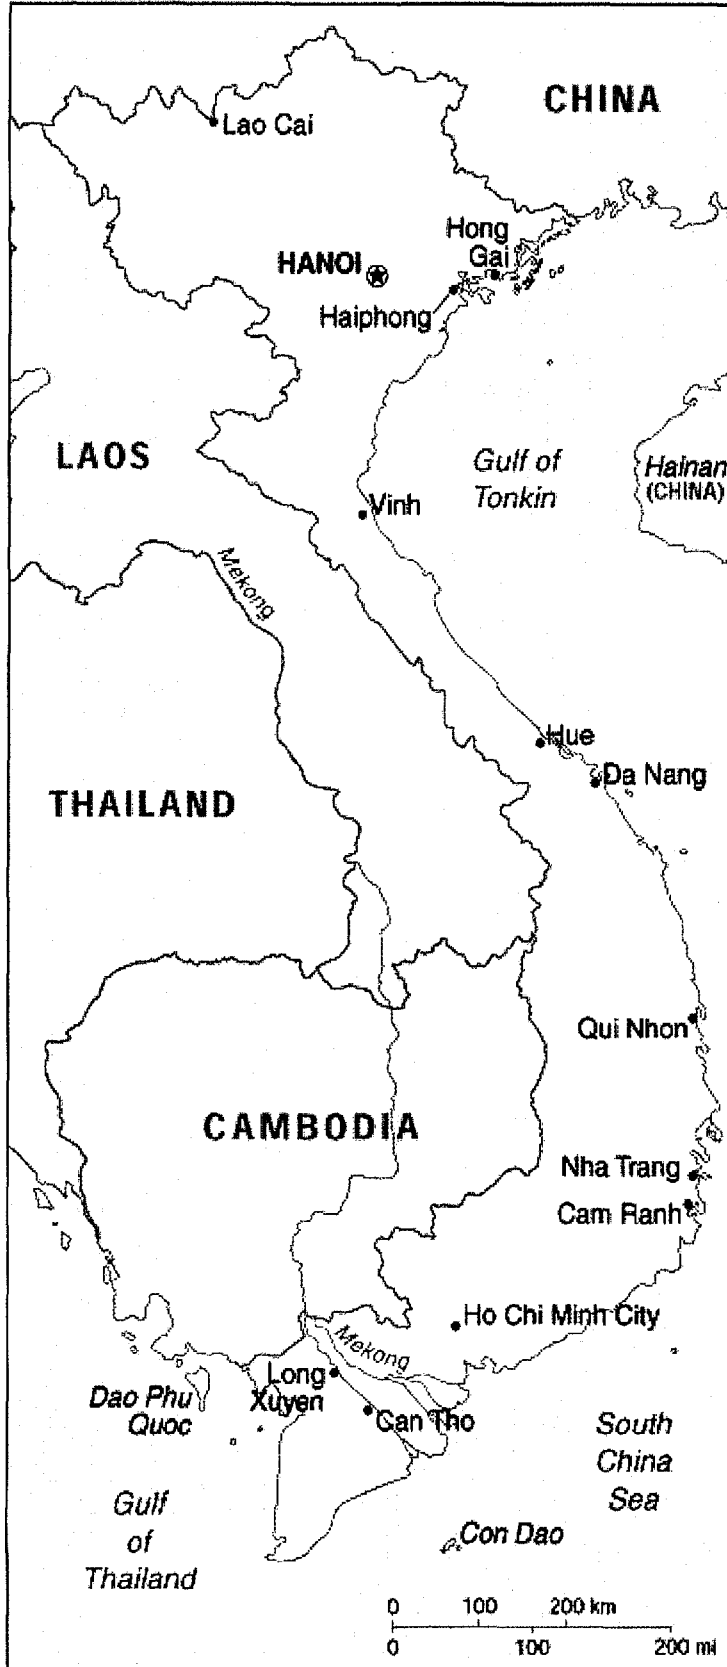 CHINA
Lao Cai
Hong
Gai
HANOI
Haiphong
LAOS
Gulf of
Tonkin
Hainan
(CHINA)
Vinh
Mekong
Hue
Da Nang
THAILAND
Qui Nhon
CAMBODIA
Nha Trang
Cam Ranh
Ho Chi Minh City
Mekong
Long
Xuyen
Dao Phu
Quoc
Can Tho
South
China
Sea
Gulf
of
Thailand
Con Dao
0 100 200 km
0 100 200 mi